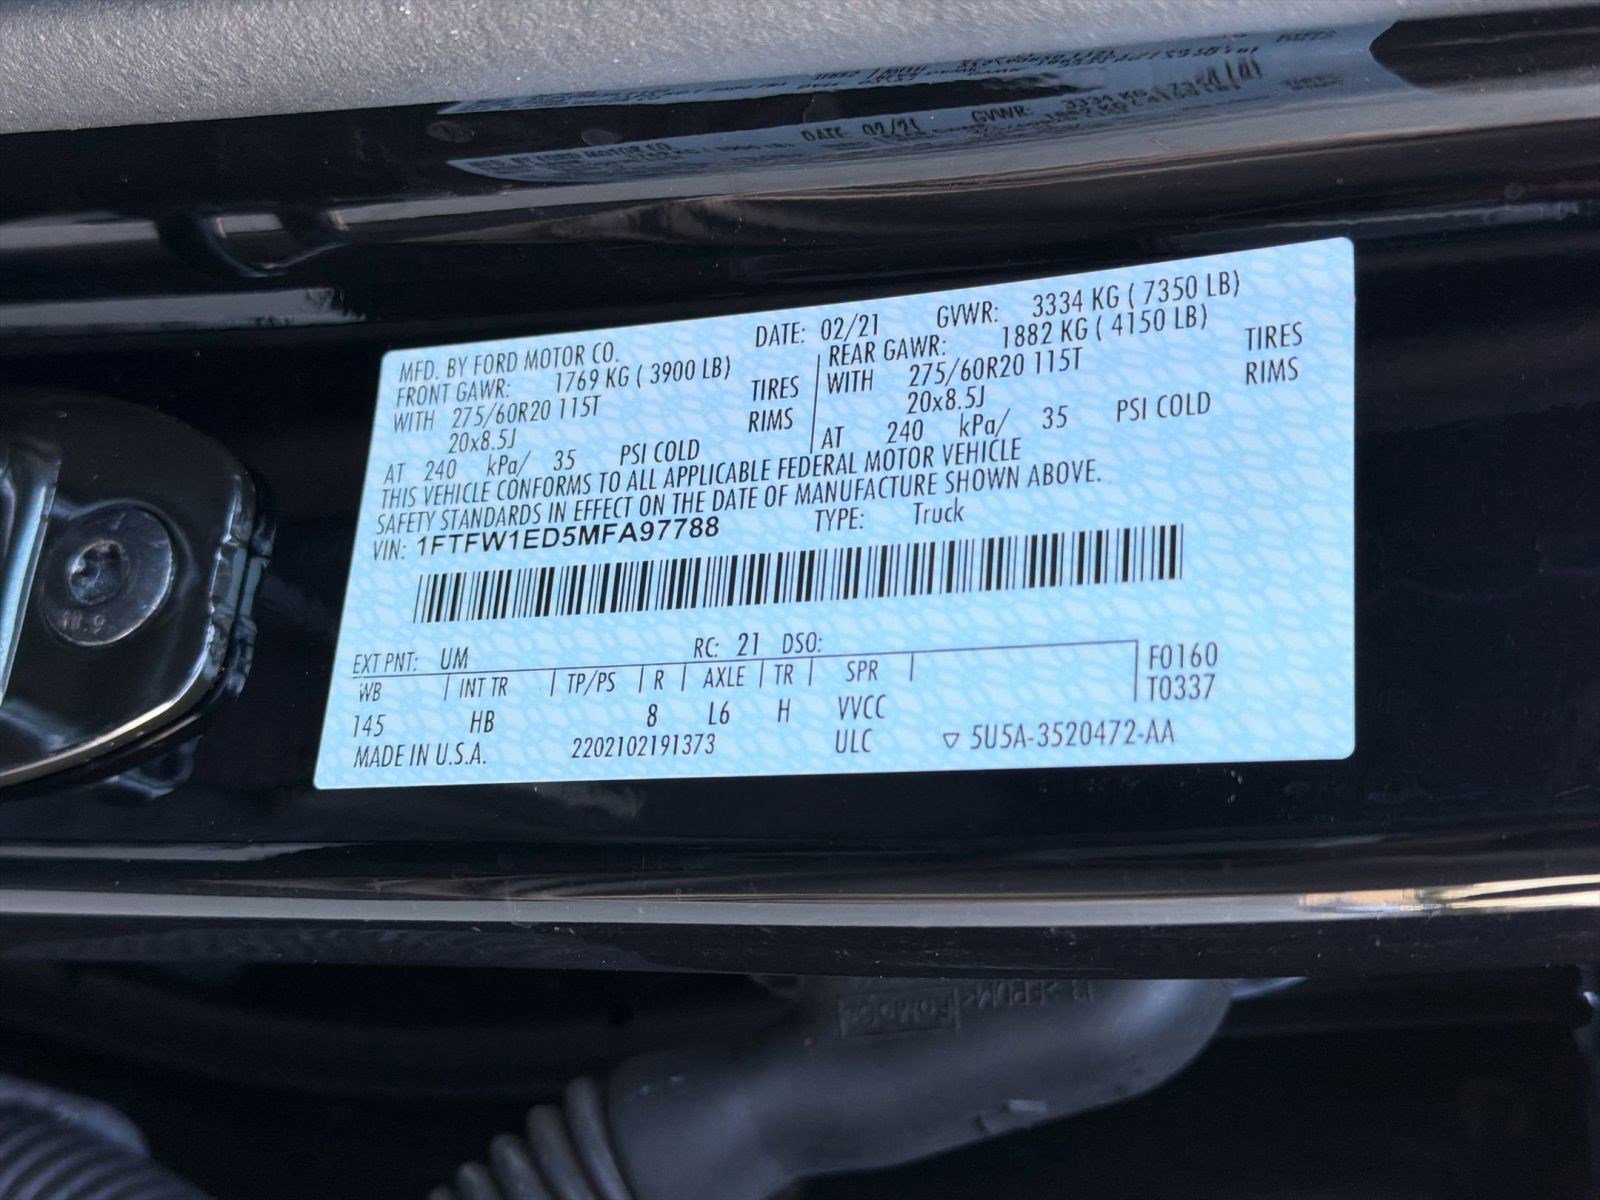 DATE: 02/21 GVWR:
MFD. BY FORD MOTOR CO. DATE: 02/21 GVWR: 3334 KG ( 7350 LB)
FRONT GAWR: 1769 KG ( 3900 LB) REAR GAWR: 1882 KG ( 4150 LB)
WITH 275/60R20 115T TIRES WITH 275/60R20 115T TIRES
20x8.5J RIMS 20x8.5J RIMS
AT 240 kPa/ 35 PSI COLD AT 240 kPa/ 35 PSI COLD
THIS VEHICLE CONFORMS TO ALL APPLICABLE FEDERAL MOTOR VEHICLE
SAFETY STANDARDS IN EFFECT ON THE DATE OF MANUFACTURE SHOWN ABOVE.
VIN: 1FTFW1ED5MFA97788 TYPE: Truck
EXT PNT: UM RC: 21 DSO:
WB INT TR TP/PS R AXLE TR SPR F0160
145 HB 8 L6 H VVCC T0337
MADE IN U.S.A. 2202102191373 ULC ▽ 5U5A-3520472-AA